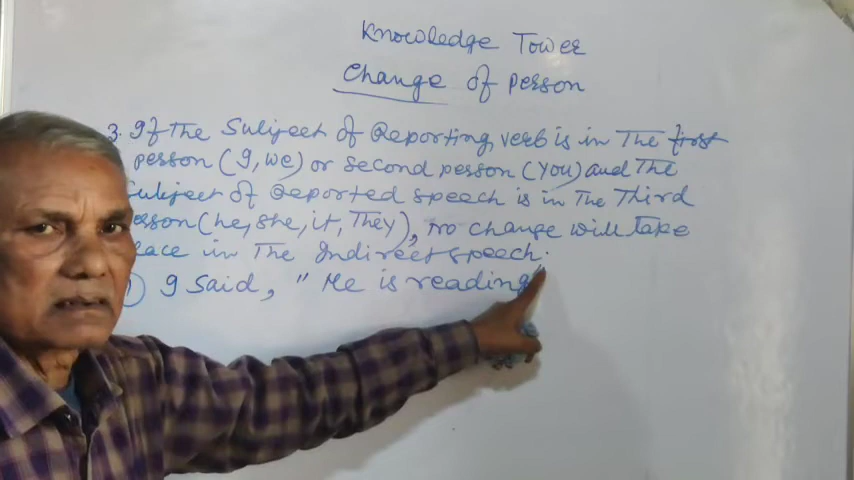 Knowledge Tower
Change of person
3. If the Subject of Reporting verb is in The first
person (I, we) or second person (You) and The
Subject of Reported speech is in The Third
person (he, she, it, They), no change will take
place in The Indirect speech.
I Said, "He is reading"